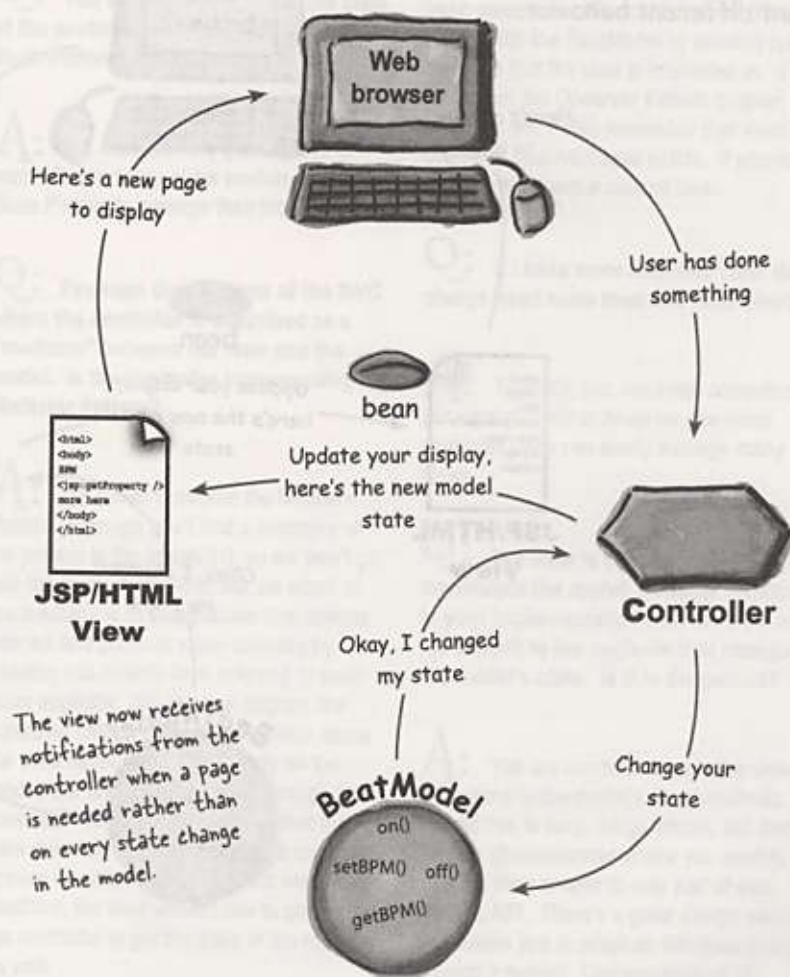 Web
browser
Here's a new page
to display
User has done
something
bean
Update your display,
here's the new model
state
<html>
<body>
BPM
<jsp:getProperty />
more here
</body>
</html>
JSP/HTML
View
Controller
Okay, I changed
my state
The view now receives
notifications from the
controller when a page
is needed rather than
on every state change
in the model.
Change your
state
BeatModel
on()
setBPM()
off()
getBPM()